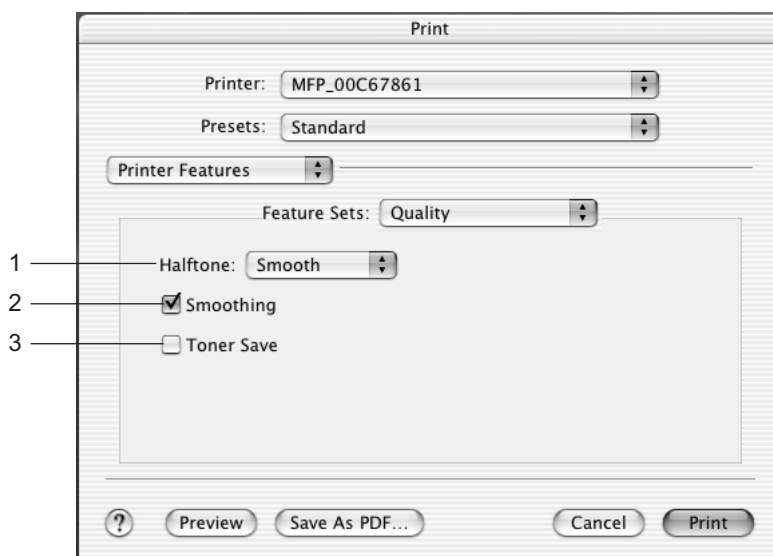 Print
Printer: MFP_00C67861
Presets: Standard
Printer Features
Feature Sets: Quality
1 Halftone: Smooth
2 Smoothing
3 Toner Save
? Preview Save As PDF... Cancel Print